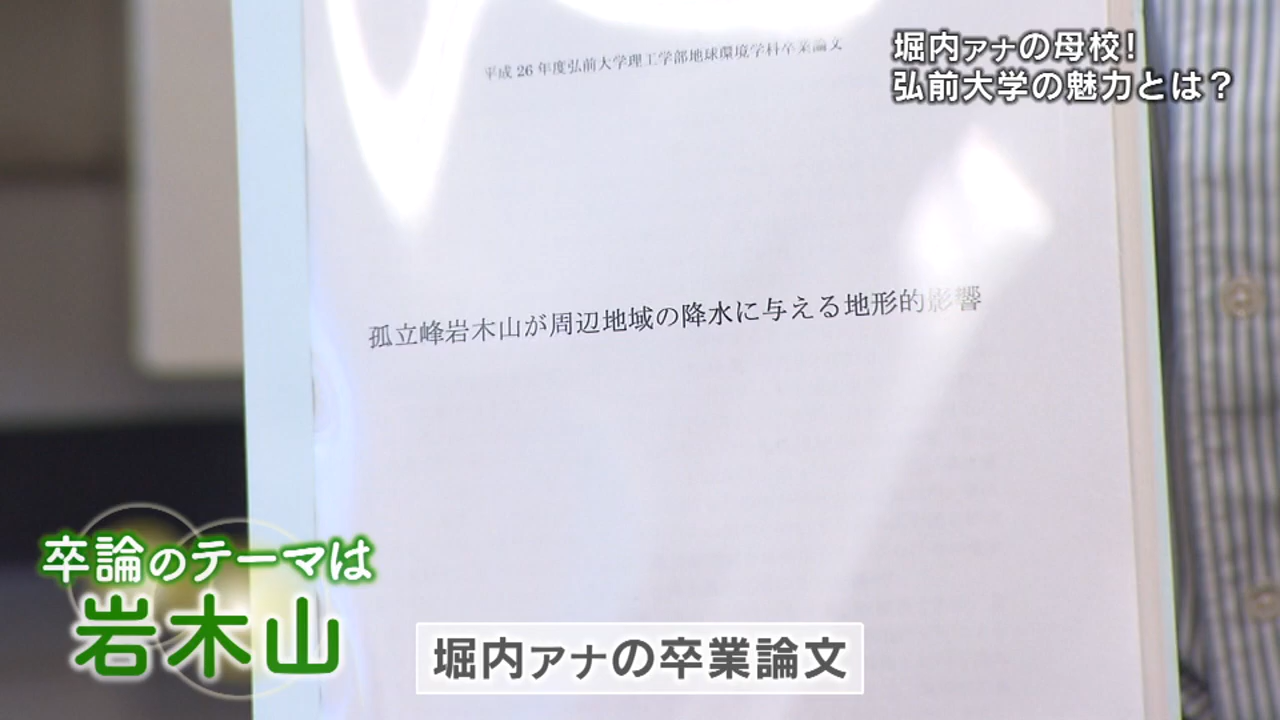 平成26年度弘前大学理工学部地球環境学科卒業論文
堀内アナの母校!
弘前大学の魅力とは?
孤立峰岩木山が周辺地域の降水に与える地形的影響
卒論のテーマは
岩木山
堀内アナの卒業論文